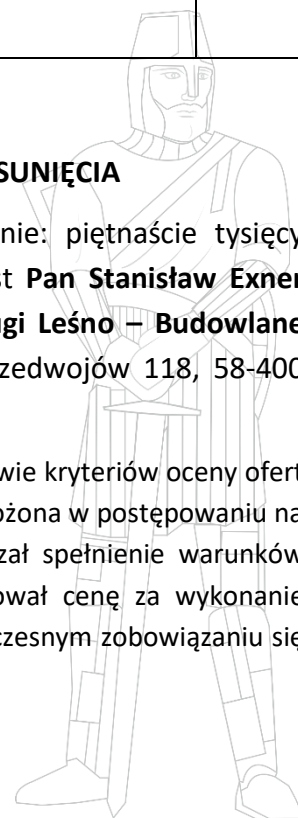 SUNIĘCIA
nie: piętnaście tysięcy
st Pan Stanisław Exner
ugi Leśno – Budowlane
zedwojów 118, 58-400
wie kryteriów oceny ofert
ożona w postępowaniu na
zał spełnienie warunków
ował cenę za wykonanie
czesnym zobowiązaniu się